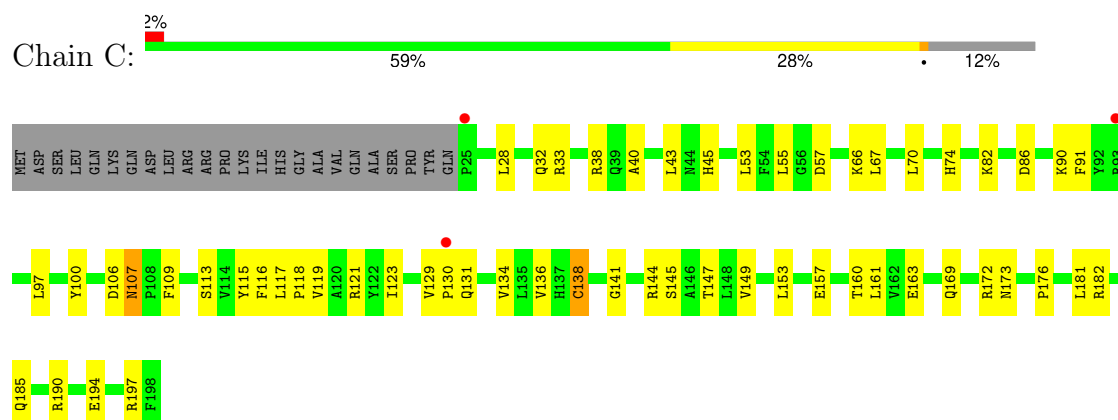 2%
Chain C:
59% 28% • 12%
MET ASP SER LEU GLN LYS GLN ASP LEU ARG ARG PRO LYS ILE HIS GLY ALA VAL GLN ALA SER PRO TYR GLN P25 L28 Q32 R33 R38 Q39 A40 L43 N44 H45 L53 F54 L55 G56 D57 K66 L67 L70 H74 K82 D86 K90 F91 Y92
L97 Y100 D106 N107 P108 F109 S113 V114 Y115 F116 L117 P118 V119 A120 R121 Y122 I123 V129 P130 Q131 V134 L135 V136 H137 C138 G141 R144 S145 A146 T147 L148 V149 L153 E157 T160 L161 V162 E163 Q169 R172 N173 P176 L181 R182
Q185 R190 E194 R197 F198